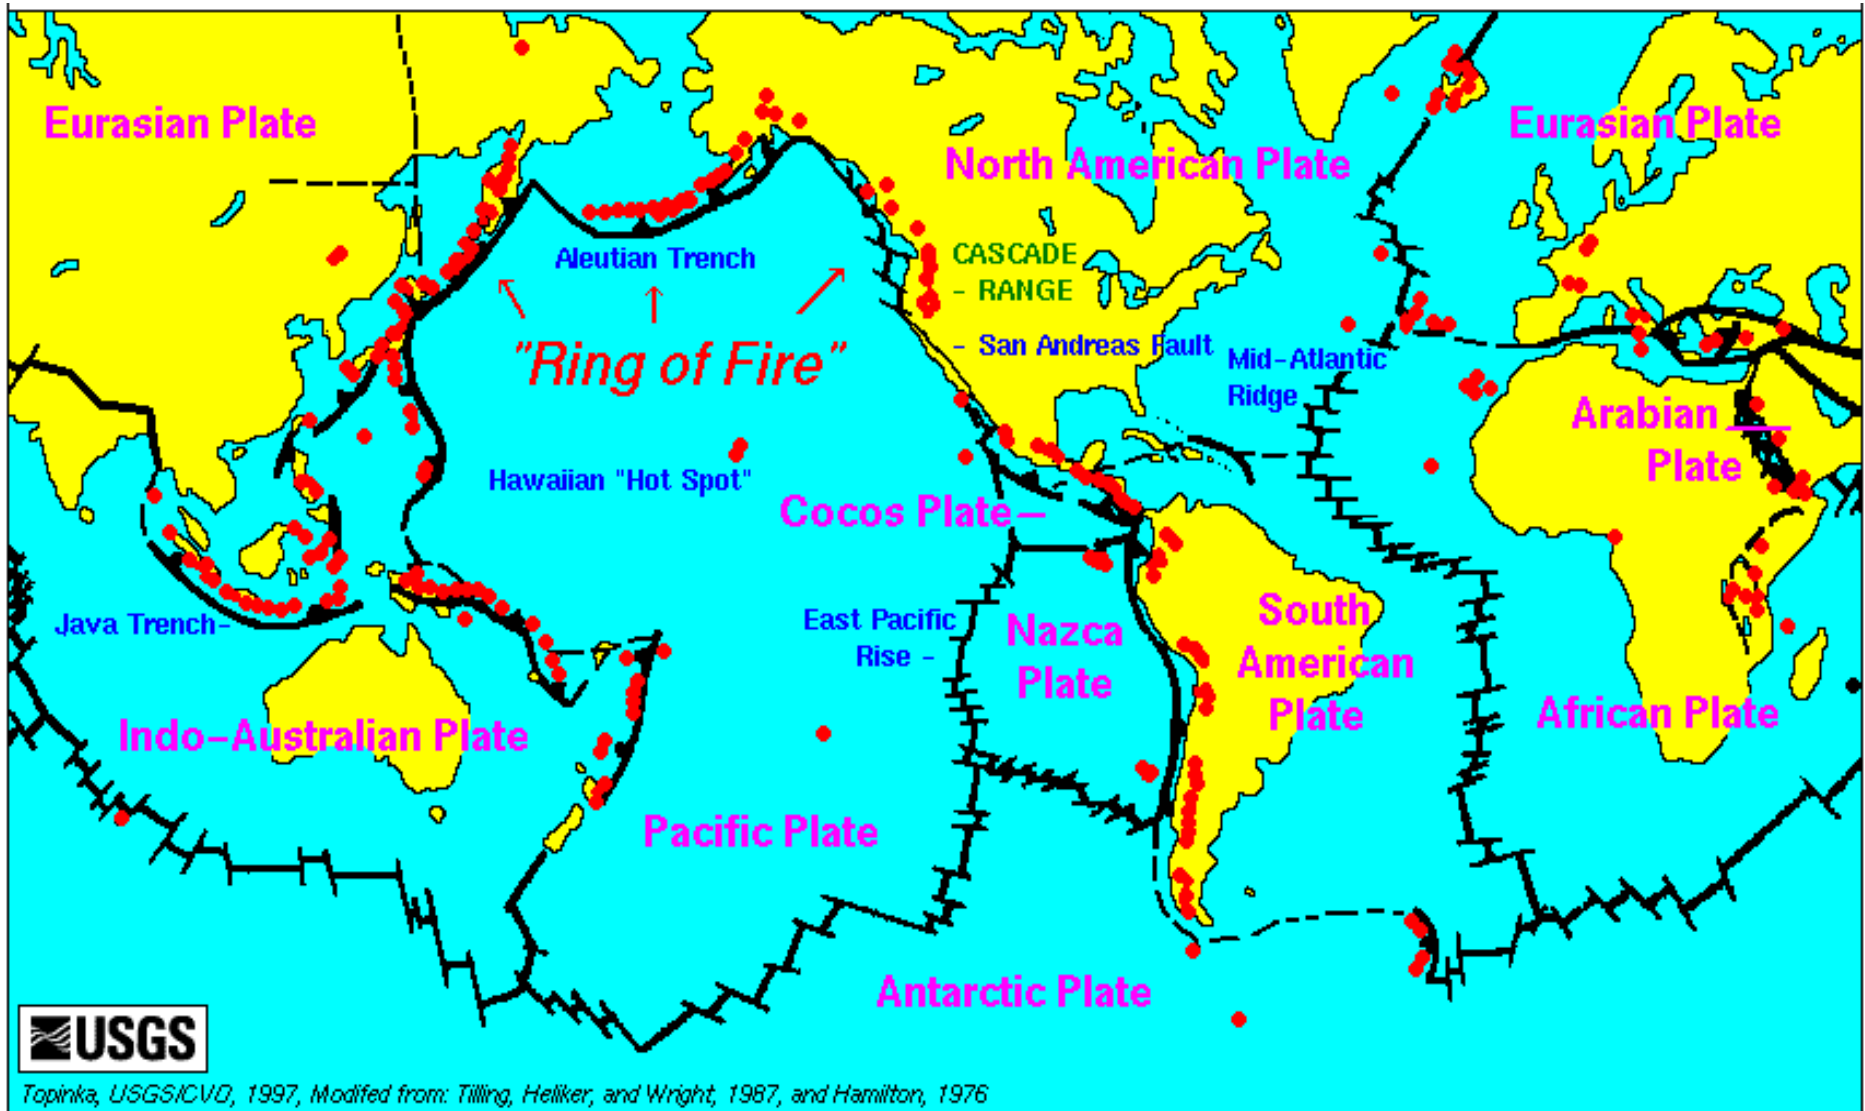 Eurasian Plate
Eurasian Plate
North American Plate
Aleutian Trench
CASCADE
- RANGE
"Ring of Fire"
- San Andreas Fault
Mid-Atlantic
Ridge
Arabian
Plate
Hawaiian "Hot Spot"
Cocos Plate
Java Trench-
East Pacific
Rise -
Nazca
Plate
South
American
Plate
Indo-Australian Plate
African Plate
Pacific Plate
Antarctic Plate
USGS
Topinka, USGS/CVO, 1997, Modifed from: Tilling, Heliker, and Wright, 1987, and Hamilton, 1976